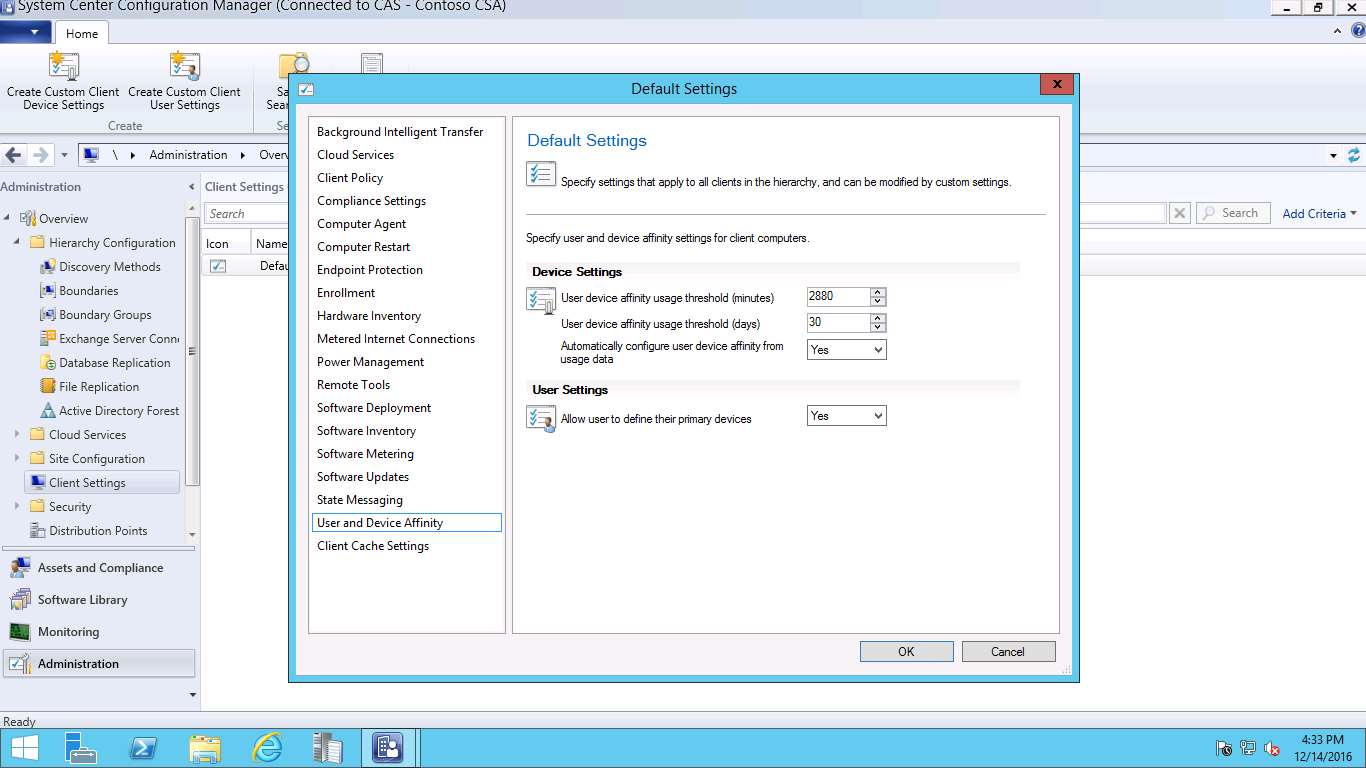 System Center Configuration Manager (Connected to CAS - Contoso CSA)
Home
Create Custom Client
Device Settings
Create Custom Client
User Settings
Create
\ Administration
Administration
Client Settings
Search
Search
Add Criteria
Icon Name
Overview
Hierarchy Configuration
Discovery Methods
Boundaries
Boundary Groups
Exchange Server Conn
Database Replication
File Replication
Active Directory Forest
Cloud Services
Site Configuration
Client Settings
Security
Distribution Points
Assets and Compliance
Software Library
Monitoring
Administration
Ready
Default Settings
x
Background Intelligent Transfer
Cloud Services
Client Policy
Compliance Settings
Computer Agent
Computer Restart
Endpoint Protection
Enrollment
Hardware Inventory
Metered Internet Connections
Power Management
Remote Tools
Software Deployment
Software Inventory
Software Metering
Software Updates
State Messaging
User and Device Affinity
Client Cache Settings
Default Settings
Specify settings that apply to all clients in the hierarchy, and can be modified by custom settings.
Specify user and device affinity settings for client computers.
Device Settings
User device affinity usage threshold (minutes) 2880
User device affinity usage threshold (days) 30
Automatically configure user device affinity from
usage data
Yes
User Settings
Allow user to define their primary devices Yes
OK Cancel
4:33 PM
12/14/2016